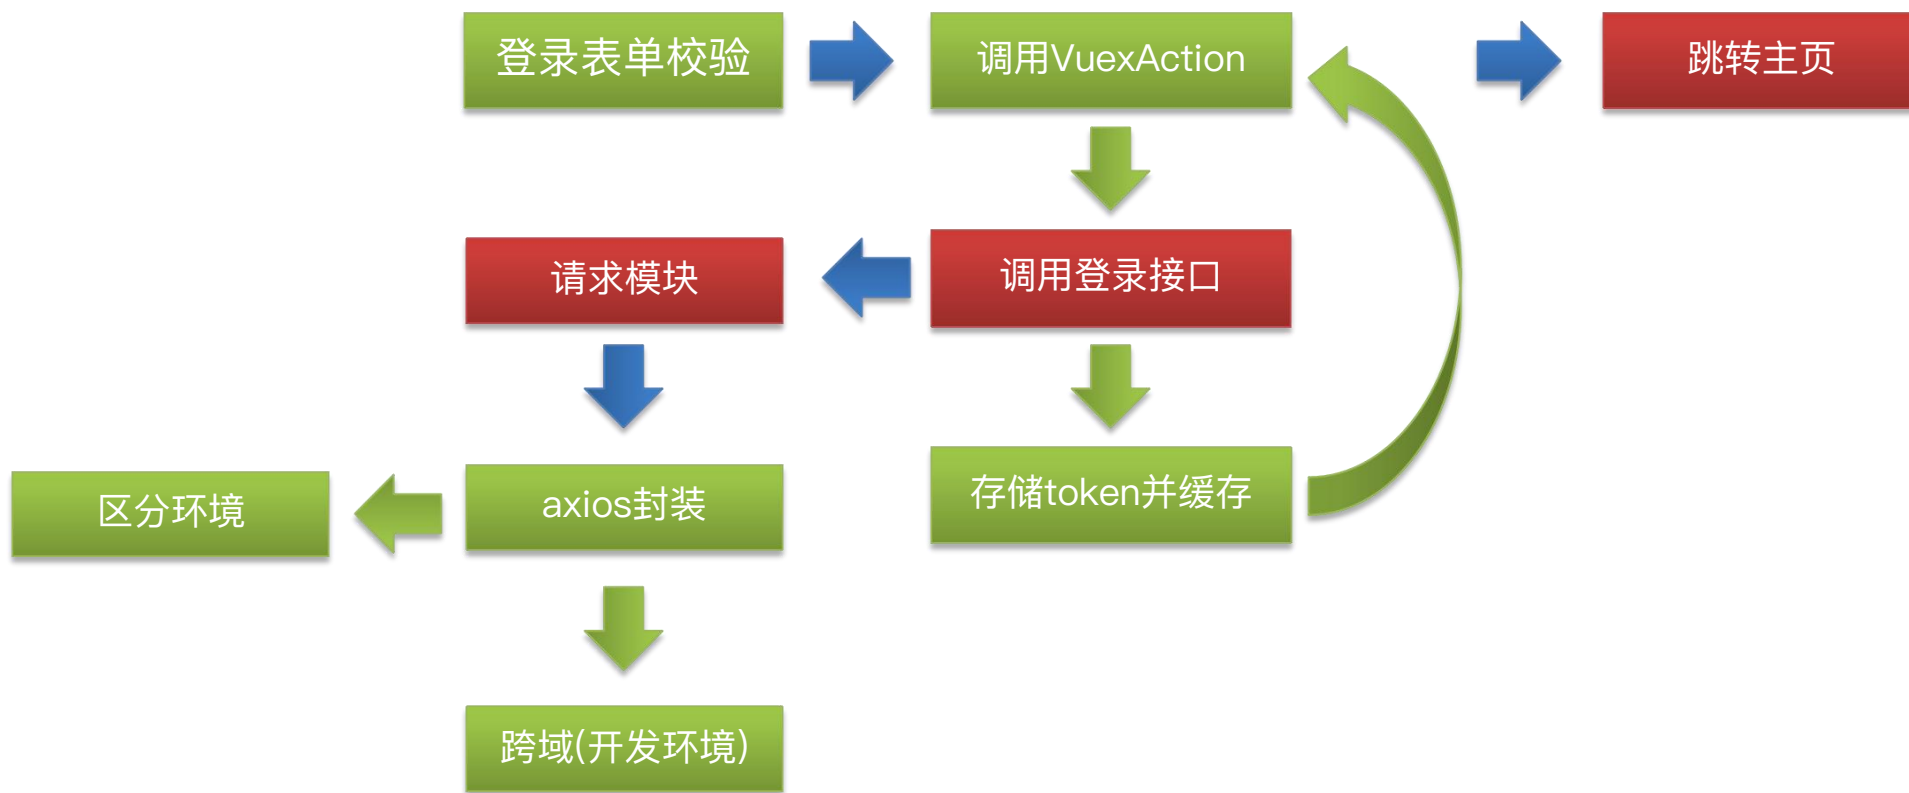 登录表单校验
调用VuexAction
跳转主页
请求模块
调用登录接口
区分环境
axios封装
存储token并缓存
跨域(开发环境)